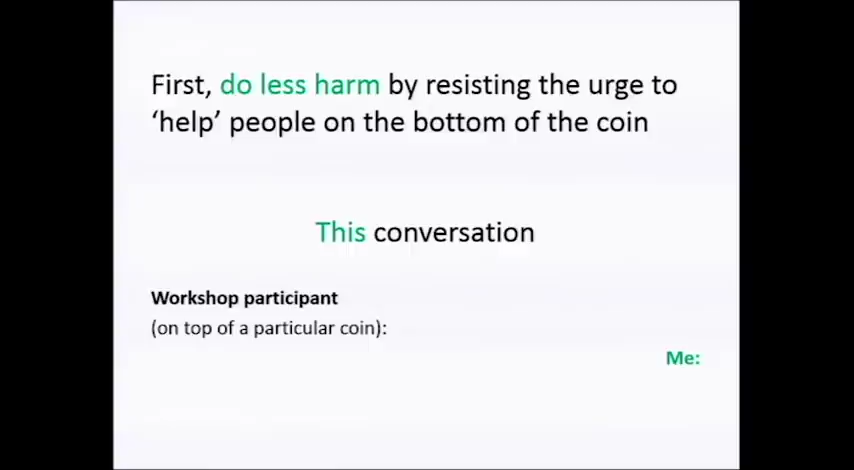 First, do less harm by resisting the urge to
‘help’ people on the bottom of the coin
This conversation
Workshop participant
(on top of a particular coin):
Me: